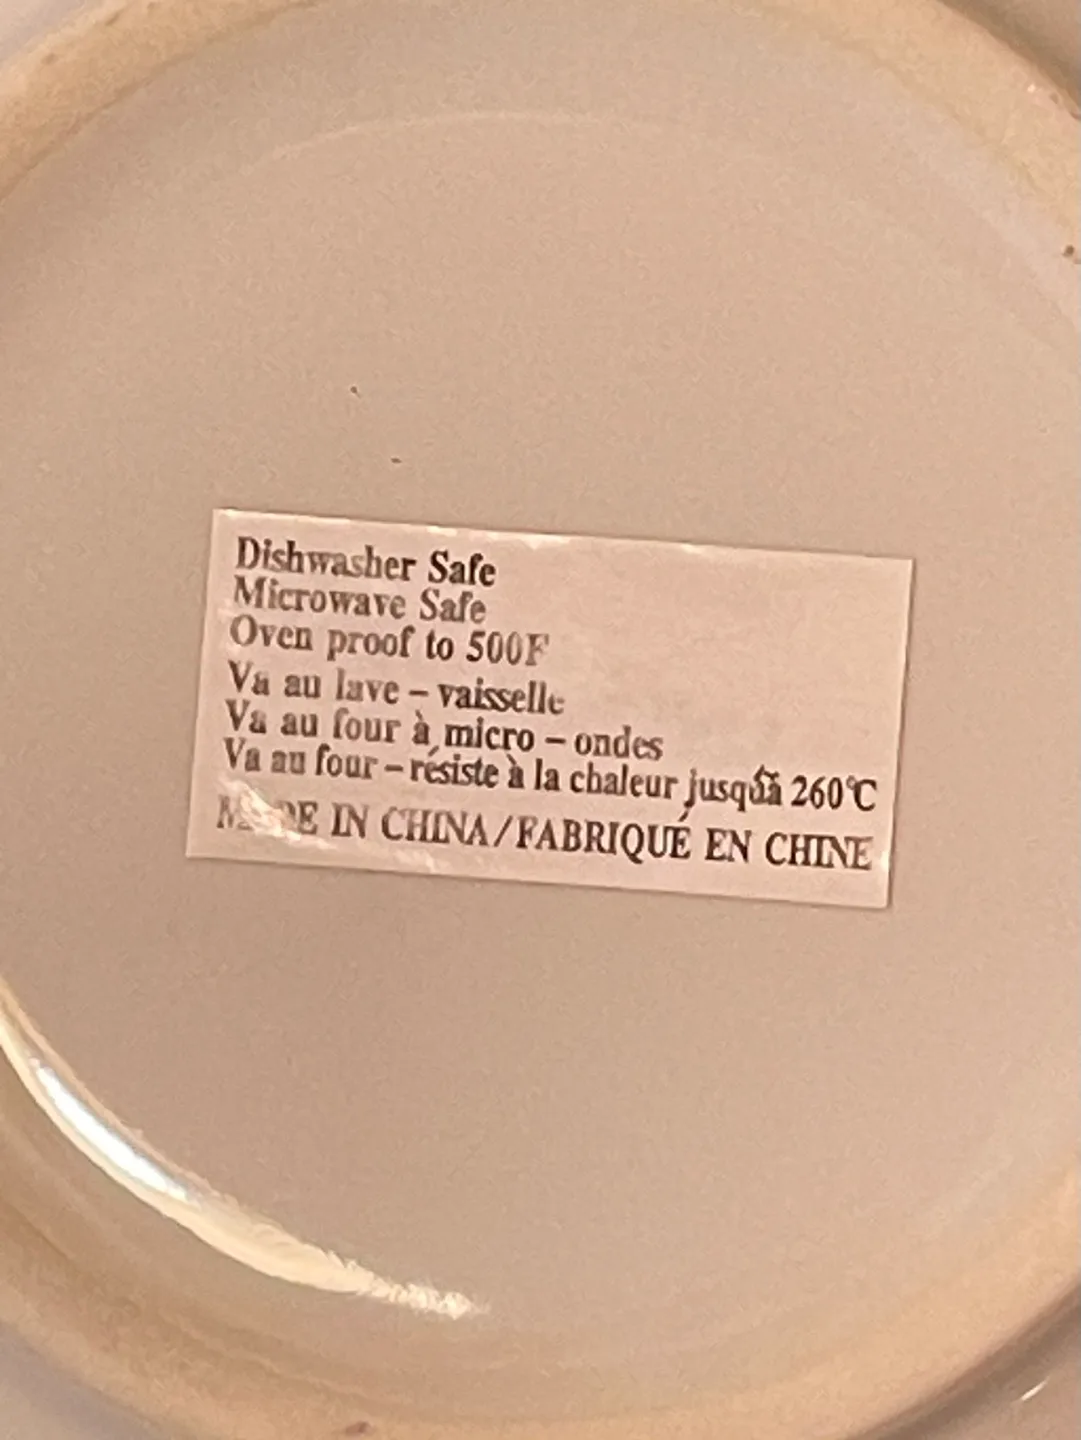 Dishwasher Safe
Microwave Safe
Oven proof to 500F
Va au lave – vaisselle
Va au four à micro – ondes
Va au four – résiste à la chaleur jusqu'à 260℃
MADE IN CHINA/FABRIQUÉ EN CHINE